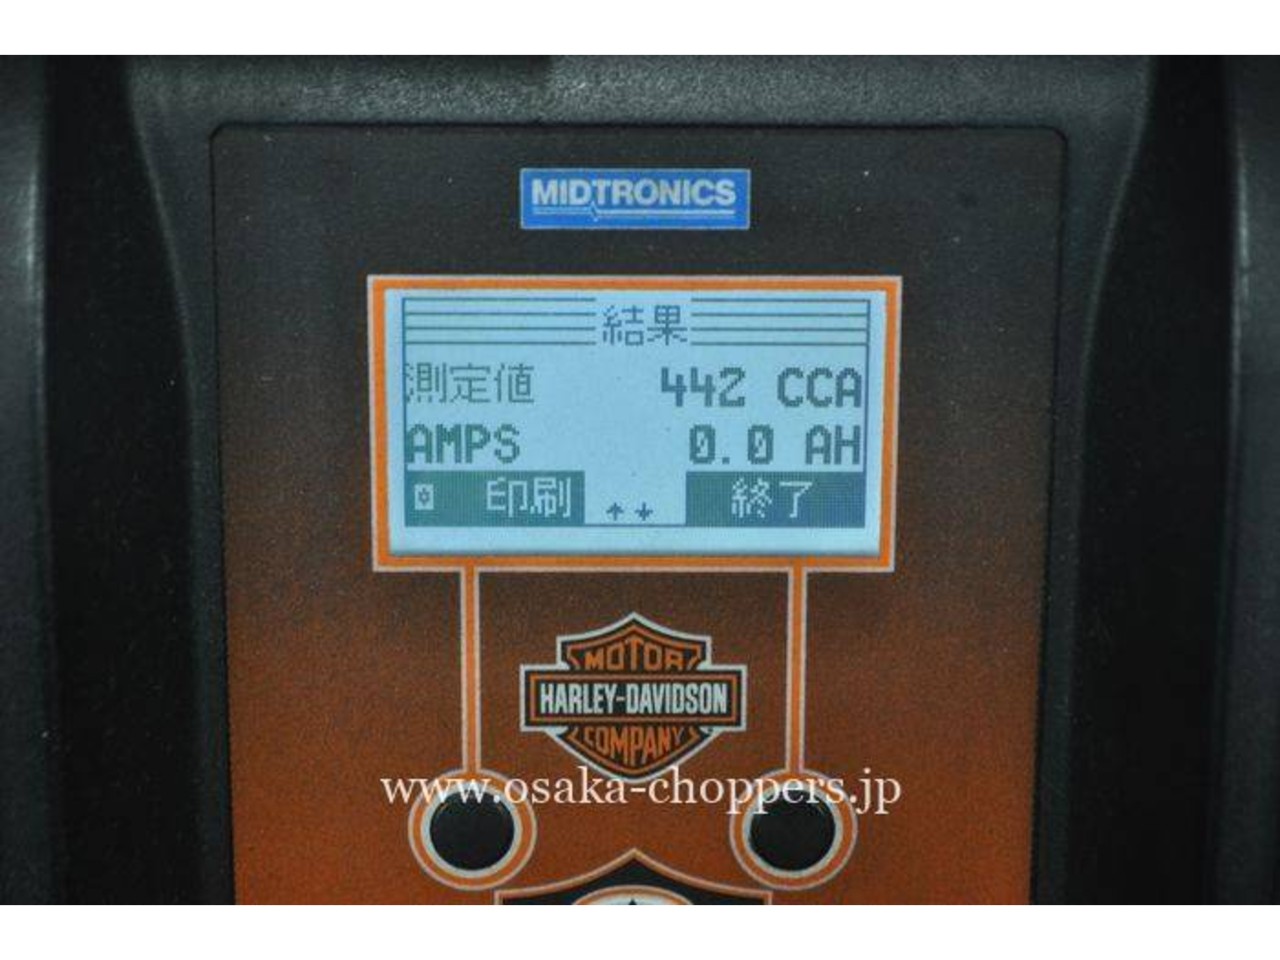 MIDTRONICS
結果
測定値 442 CCA
AMPS 0.0 AH
印刷 終了
MOTOR
HARLEY-DAVIDSON
COMPANY
www.osaka-choppers.jp